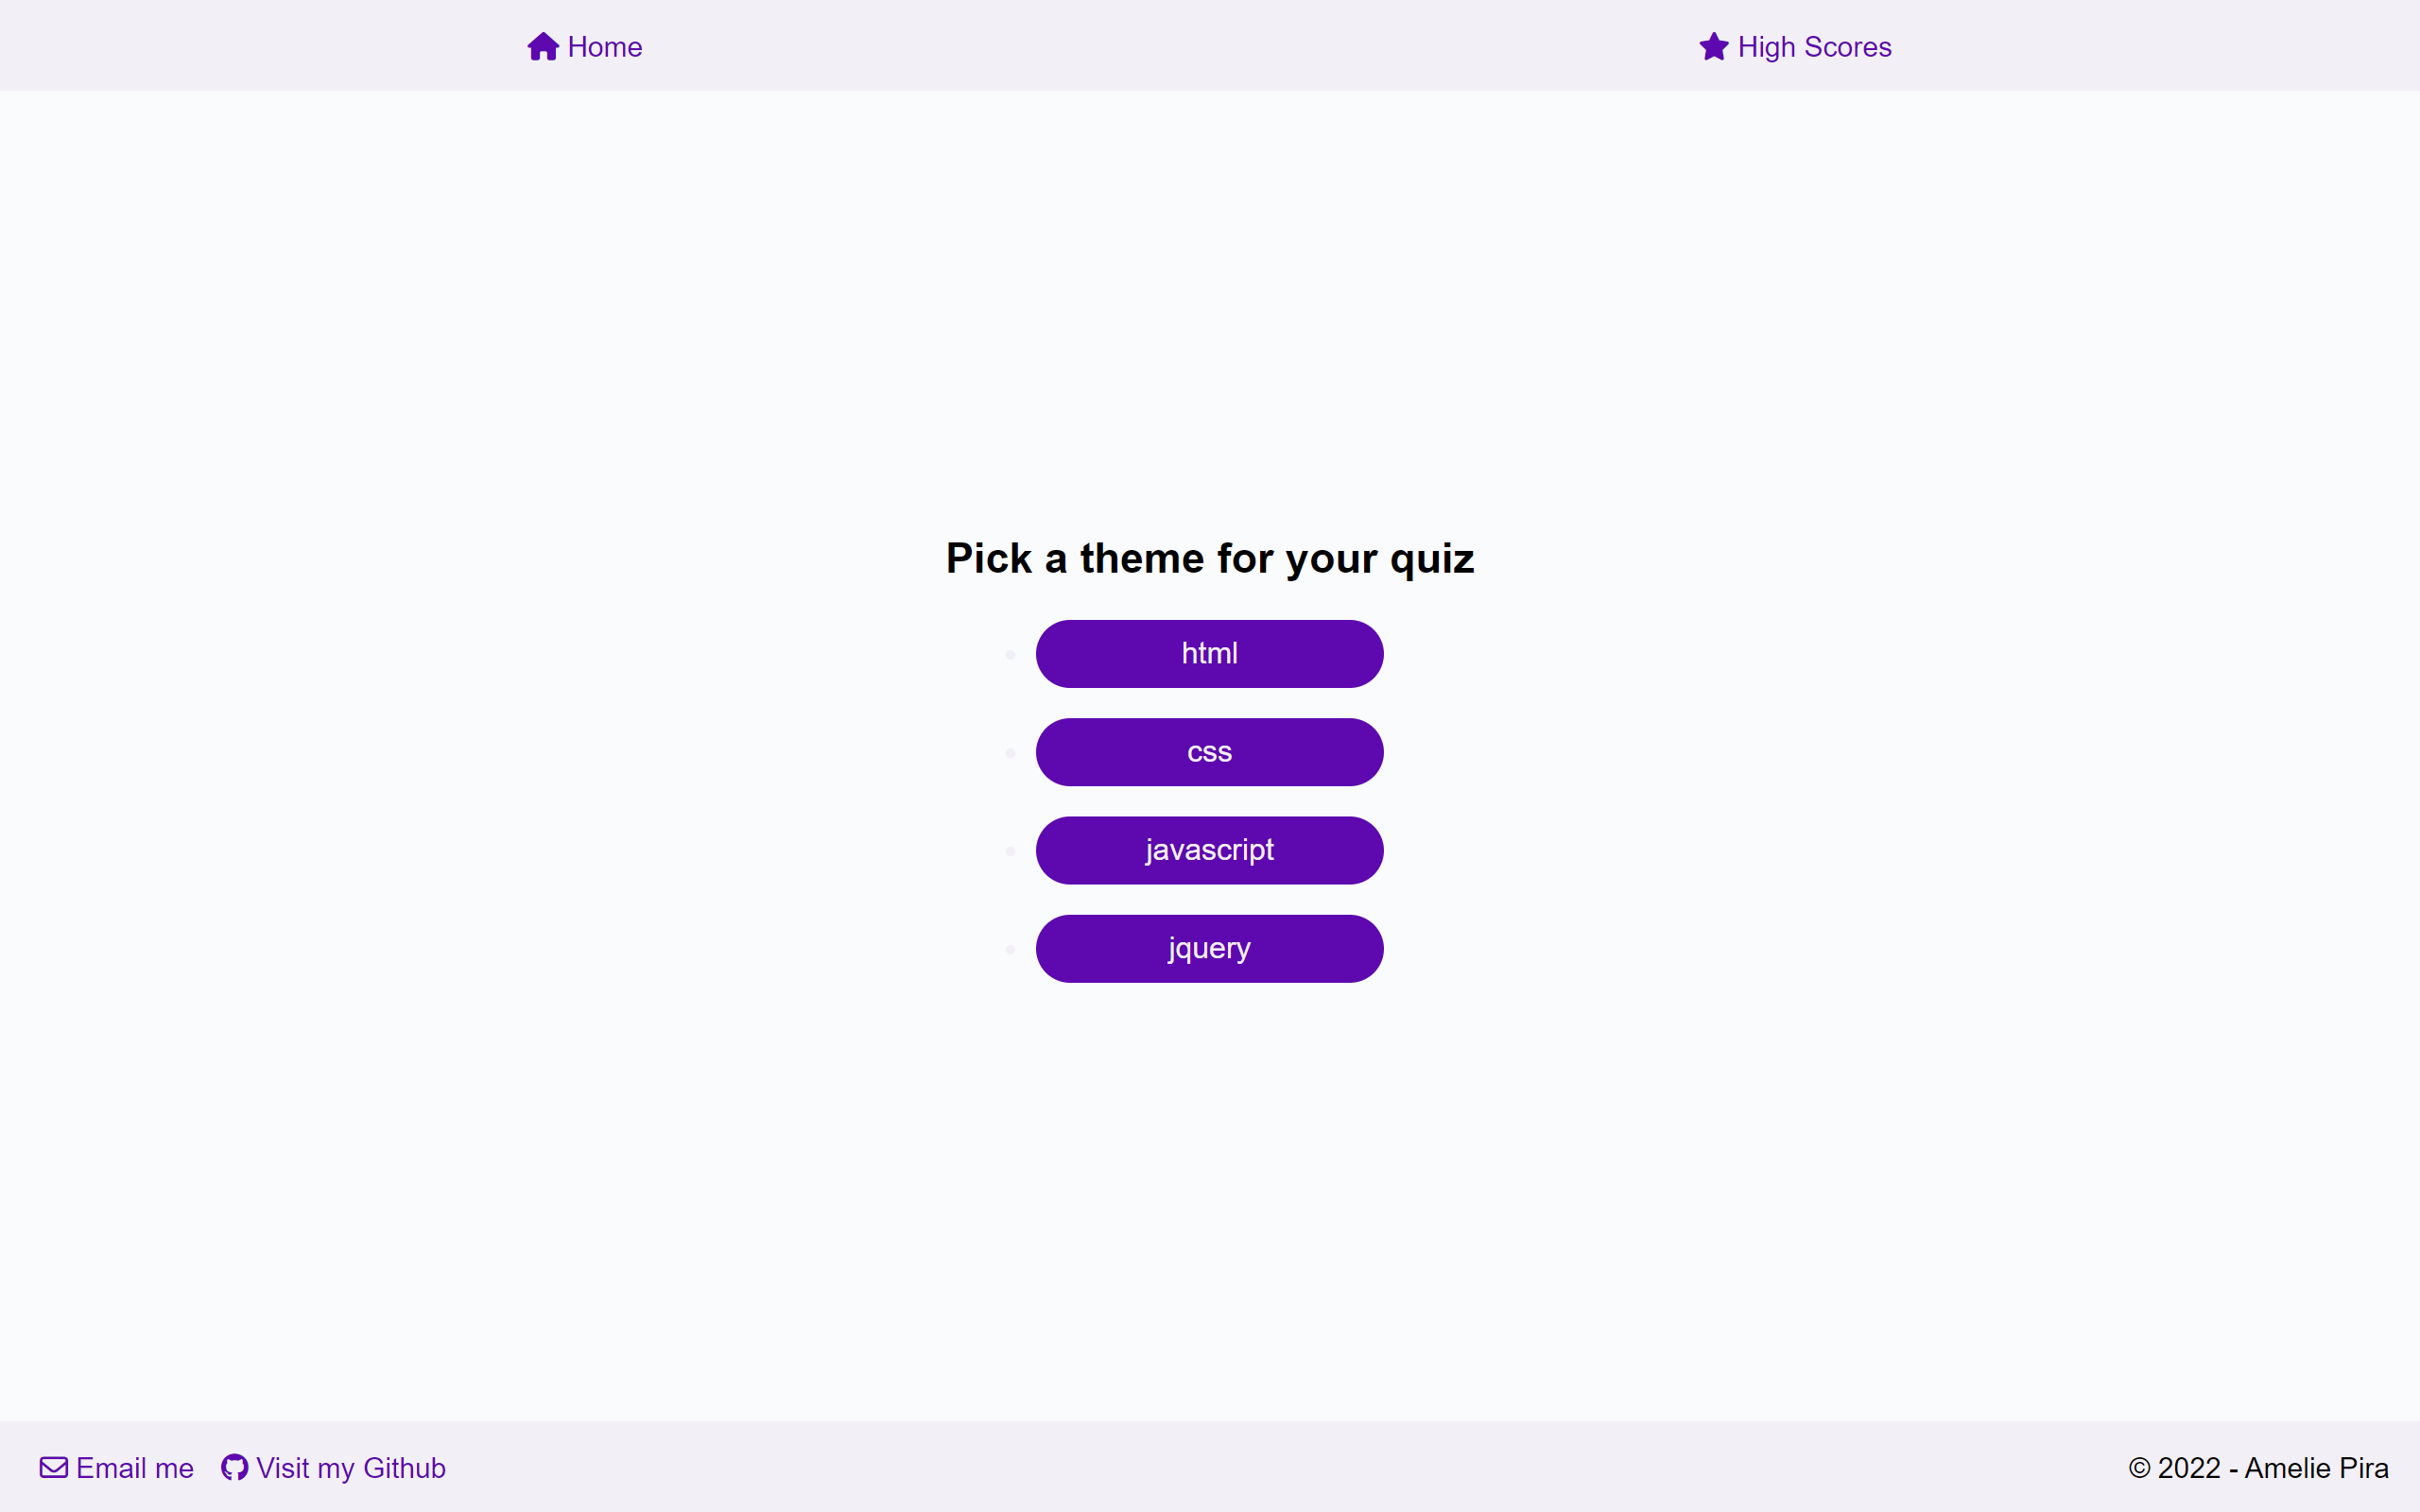 Home High Scores
Pick a theme for your quiz
html
css
javascript
jquery
Email me Visit my Github © 2022 - Amelie Pira